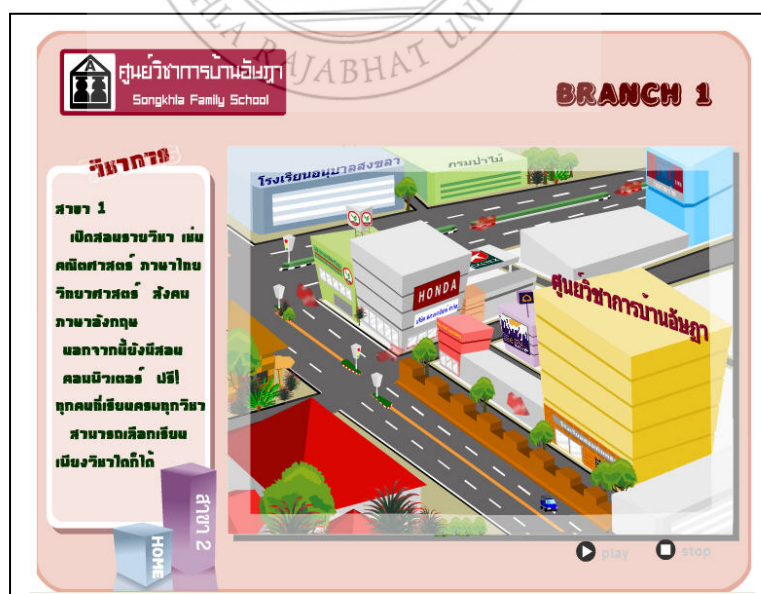 HLA RAJABHAT UNI
ศูนย์วิชาการบ้านอัษฎา
Songkhla Family School
BRANCH 1
วิชาการ
สาขา 1
เปิดสอนรายวิชา เช่น
คณิตศาสตร์ ภาษาไทย
วิทยาศาสตร์ สังคม
ภาษาอังกฤษ
นอกจากนี้ยังมีสอน
คอมพิวเตอร์ ฟรี!
ทุกคนที่เรียนครบทุกวิชา
สามารถเลือกเรียน
เพียงวิชาใดก็ได้
โรงเรียนอนุบาลสงขลา
กรมป่าไม้
HONDA
ศูนย์วิชาการบ้านอัษฎา
สาขา 2
HOME
play
stop